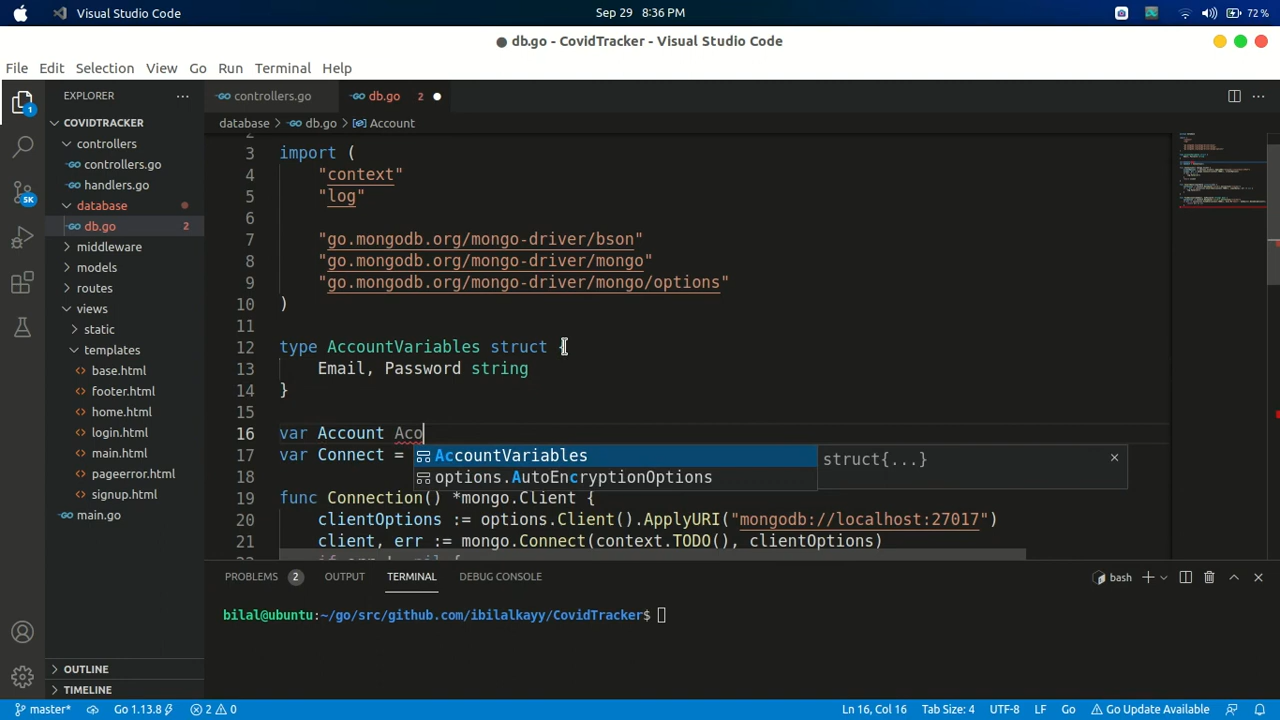 Visual Studio Code
Sep 29 8:36 PM
72 %
● db.go - CovidTracker - Visual Studio Code
File Edit Selection View Go Run Terminal Help
EXPLORER
controllers.go
db.go 2
database > db.go > Account
COVIDTRACKER
controllers
controllers.go
handlers.go
database
db.go 2
middleware
models
routes
views
static
templates
base.html
footer.html
home.html
login.html
main.html
pageerror.html
signup.html
main.go
OUTLINE
TIMELINE
1
5K
2
3 import (
4 "context"
5 "log"
6
7 "go.mongodb.org/mongo-driver/bson"
8 "go.mongodb.org/mongo-driver/mongo"
9 "go.mongodb.org/mongo-driver/mongo/options"
10 )
11
12 type AccountVariables struct {
13 Email, Password string
14 }
15
16 var Account Aco
17 var Connect =
AccountVariables
struct{...}
options.AutoEncryptionOptions
18
19 func Connection() *mongo.Client {
20 clientOptions := options.Client().ApplyURI("mongodb://localhost:27017")
21 client, err := mongo.Connect(context.TODO(), clientOptions)
PROBLEMS 2 OUTPUT TERMINAL DEBUG CONSOLE
bash
bilal@ubuntu:~/go/src/github.com/ibilalkayy/CovidTracker$
master* Go 1.13.8 2 0
Ln 16, Col 16 Tab Size: 4 UTF-8 LF Go Go Update Available